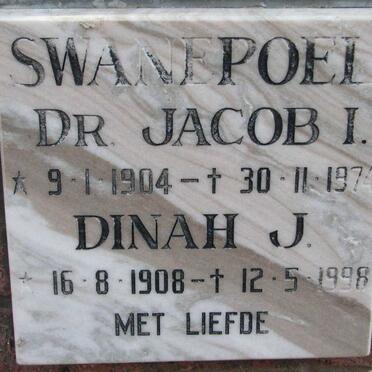 SWANEPOEL
DR. JACOB I.
★ 9·1·1904–† 30·11·1974
DINAH J.
★ 16·8·1908–† 12·5·1998
MET LIEFDE